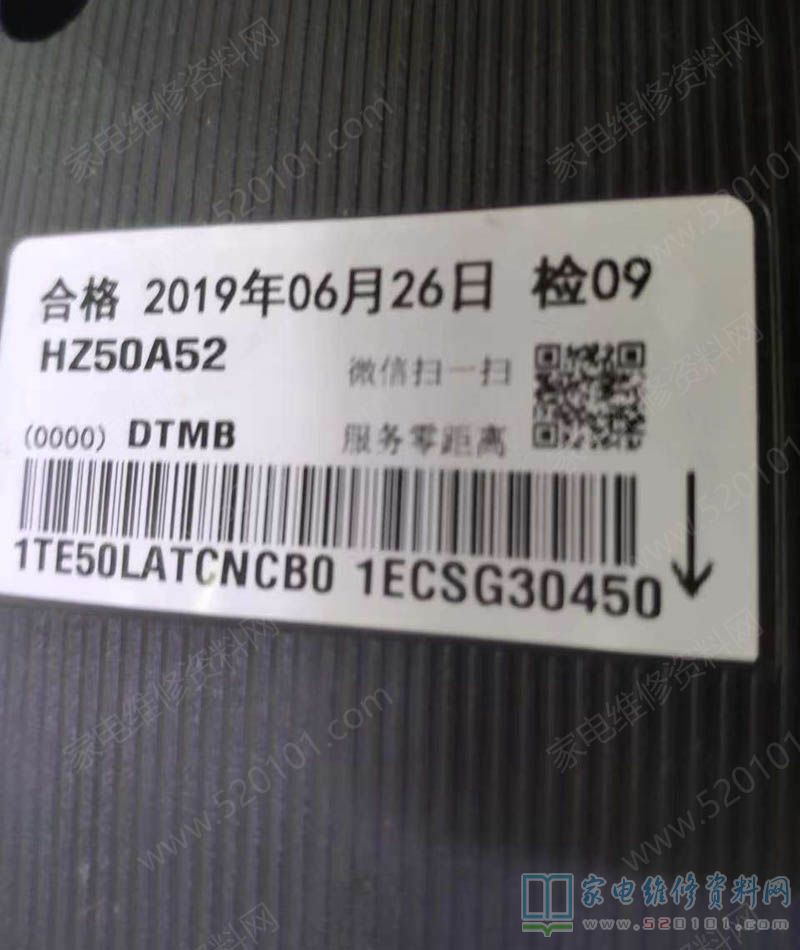 合格 2019年06月26日 检09
HZ50A52
微信扫一扫
(0000) DTMB
服务零距离
1TE50LATCNCB0 1ECSG30450
家电维修资料网
www.520101.com